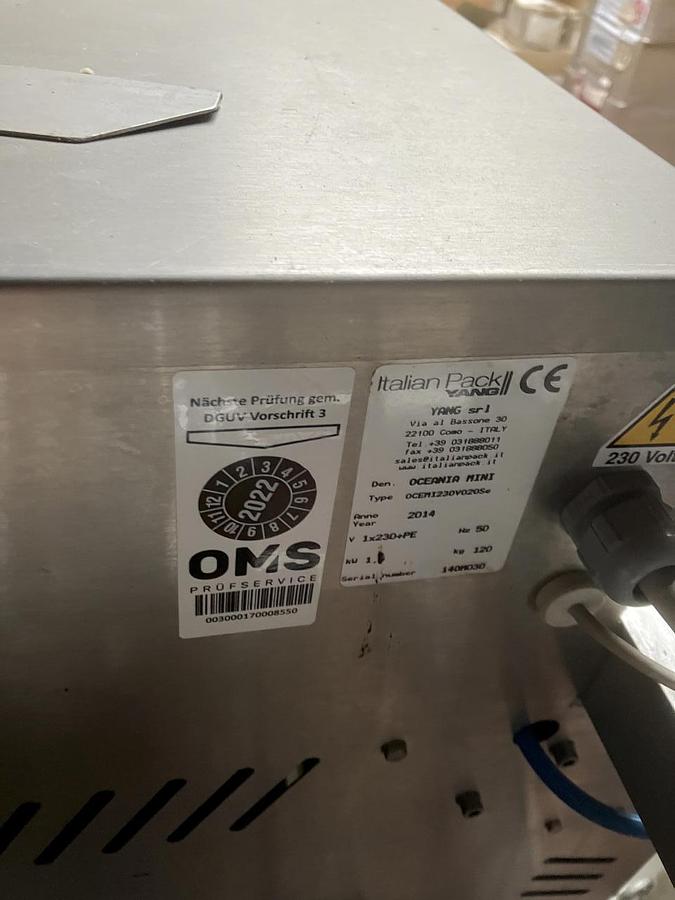 Nächste Prüfung gem.
DGUV Vorschrift 3
1 2 3 4 5 6 7 8 9 10 11 12
2022
OMS
PRÜFSERVICE
003000170008550
Italian Pack CE
YANG
YANG srl
Via al Bassone 30
22100 Como - ITALY
Tel +39 031888011
fax +39 031888050
sales@italianpack.it
www.italianpack.it
Den. OCEANIA MINI
Type OCEMI230V020Se
Anno 2014
Year
V 1x230+PE Hz 50
kW 1. kg 120
Serial number 140M030
230 Vol